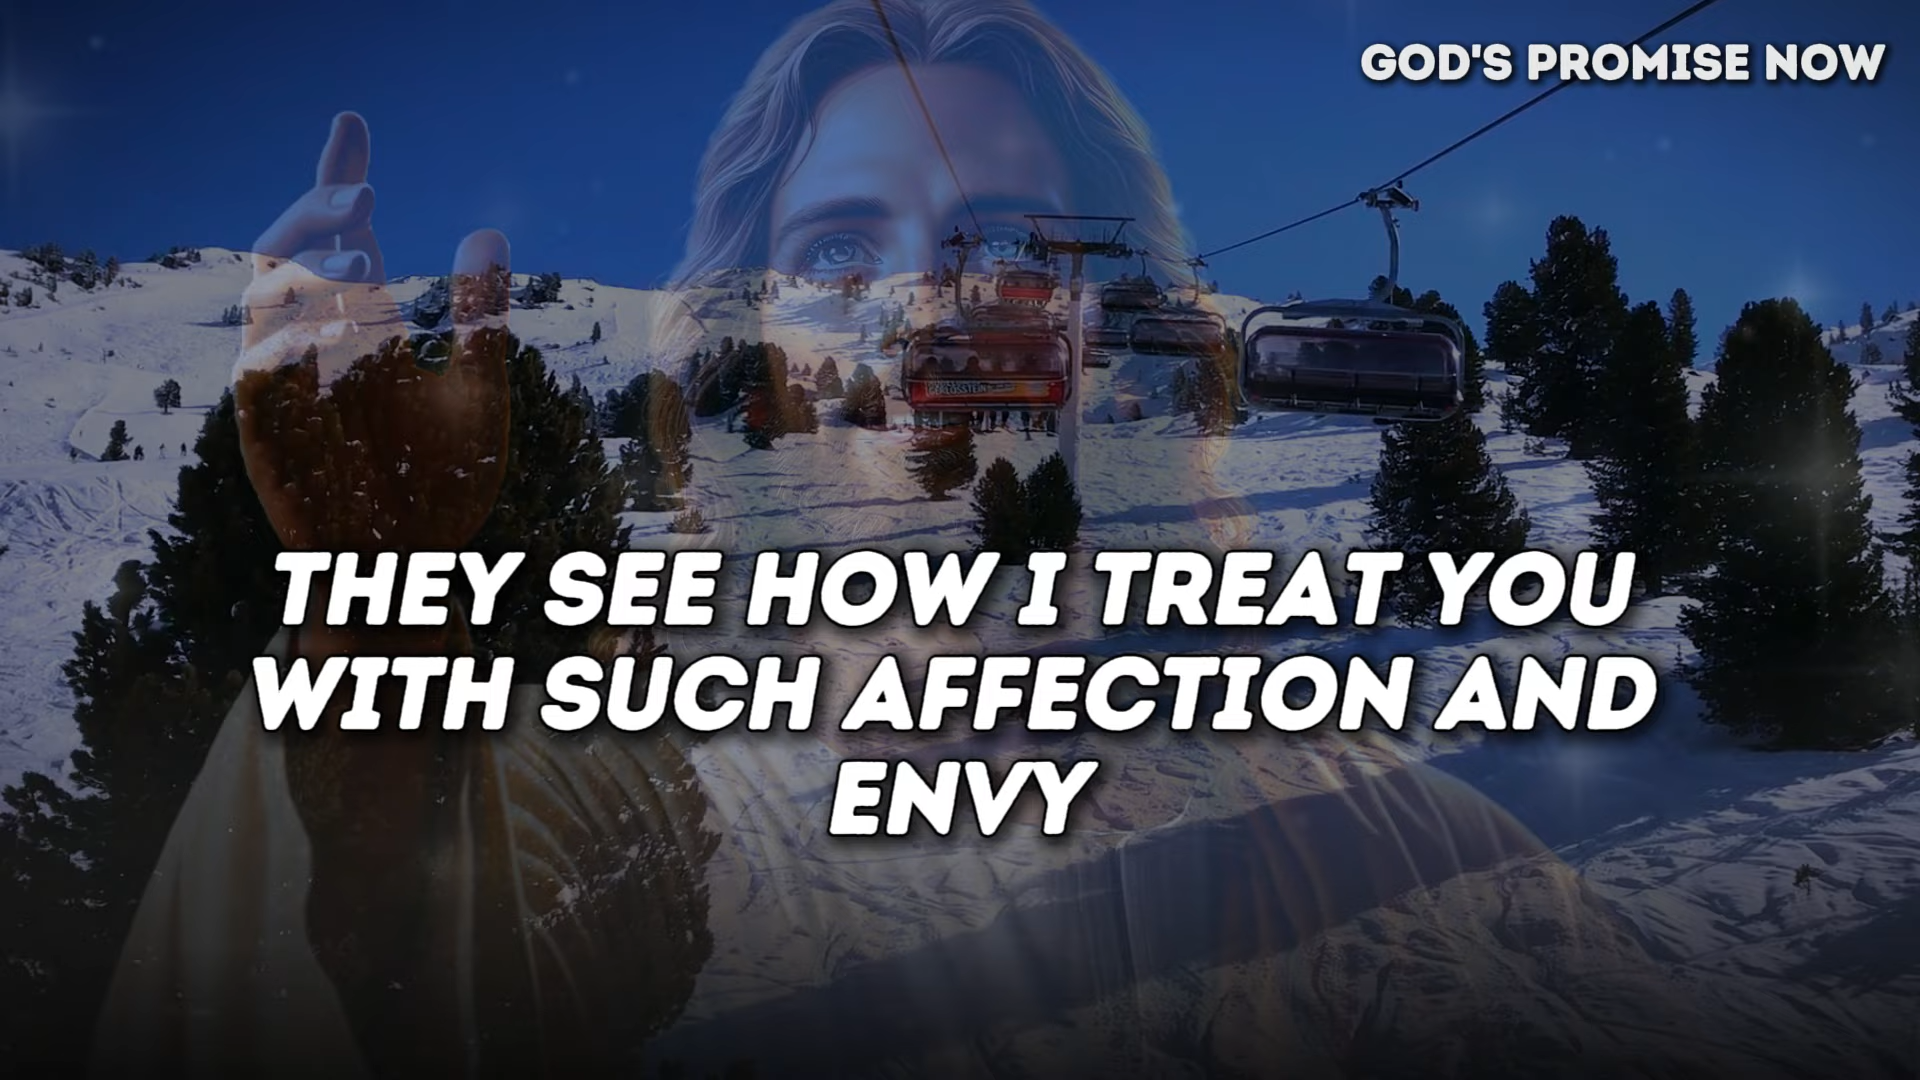 GOD'S PROMISE NOW
THEY SEE HOW I TREAT YOU
WITH SUCH AFFECTION AND
ENVY